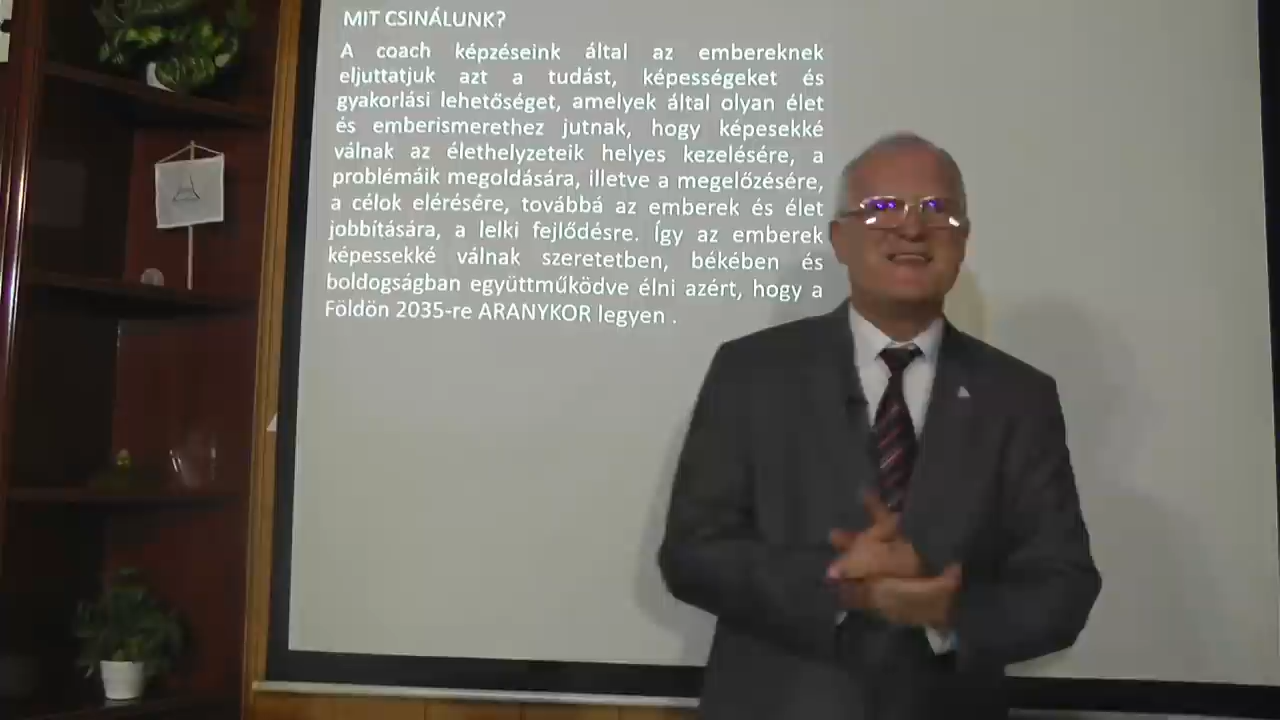 MIT CSINÁLUNK?
A coach képzéseink által az embereknek
eljuttatjuk azt a tudást, képességeket és
gyakorlási lehetőséget, amelyek által olyan élet
és emberismerethez jutnak, hogy képesekké
válnak az élethelyzeteik helyes kezelésére, a
problémáik megoldására, illetve a megelőzésére,
a célok elérésére, továbbá az emberek és élet
jobbítására, a lelki fejlődésre. Így az emberek
képessekké válnak szeretetben, békében és
boldogságban együttműködve élni azért, hogy a
Földön 2035-re ARANYKOR legyen .